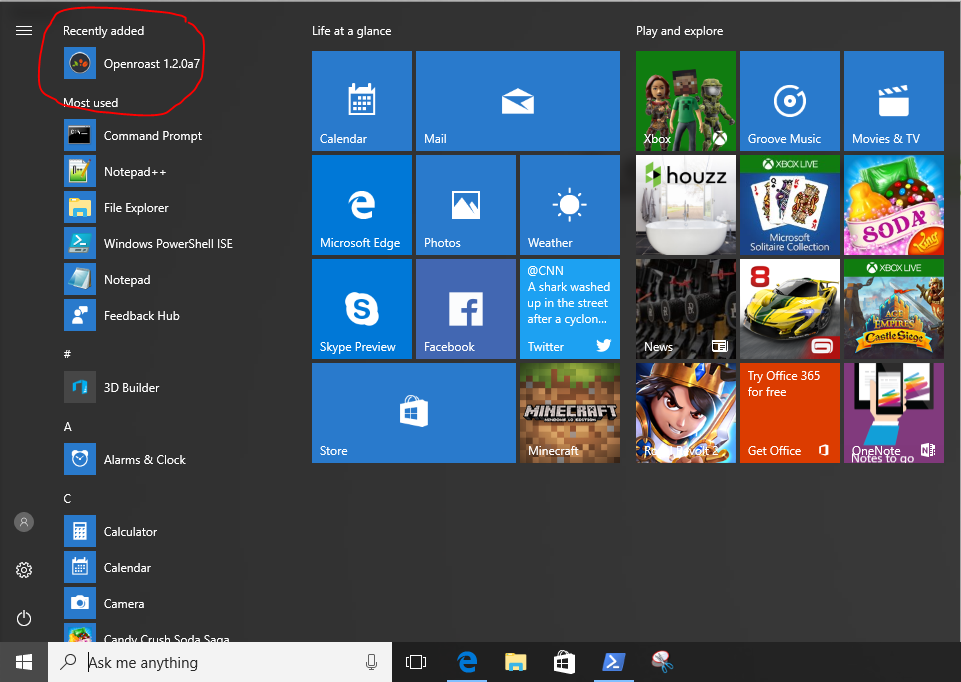 Recently added
Openroast 1.2.0a7
Most used
Command Prompt
Notepad++
File Explorer
Windows PowerShell ISE
Notepad
Feedback Hub
#
3D Builder
A
Alarms & Clock
C
Calculator
Calendar
Camera
Candy Crush Soda Saga
Life at a glance
Calendar
Mail
Microsoft Edge
Photos
Weather
Skype Preview
Facebook
@CNN
A shark washed
up in the street
after a cyclon...
Twitter
Store
MINECRAFT
WINDOWS 10 EDITION
Minecraft
Play and explore
Xbox
Groove Music
Movies & TV
houzz
XBOX LIVE
Microsoft
Solitaire Collection
SODA
King
News
8
XBOX LIVE
AGE
OF
EMPIRES
Castle Siege
Royal Revolt 2
Try Office 365
for free
Get Office
OneNote
Notes to go
Ask me anything